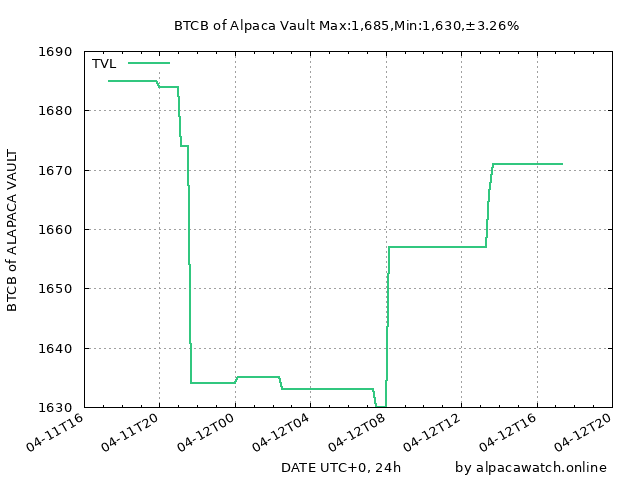 BTCB of Alpaca Vault Max:1,685,Min:1,630,±3.26%
TVL
1690
1680
1670
1660
1650
1640
1630
BTCB of ALAPACA VAULT
04-11T16
04-11T20
04-12T00
04-12T04
04-12T08
04-12T12
04-12T16
04-12T20
DATE UTC+0, 24h
by alpacawatch.online